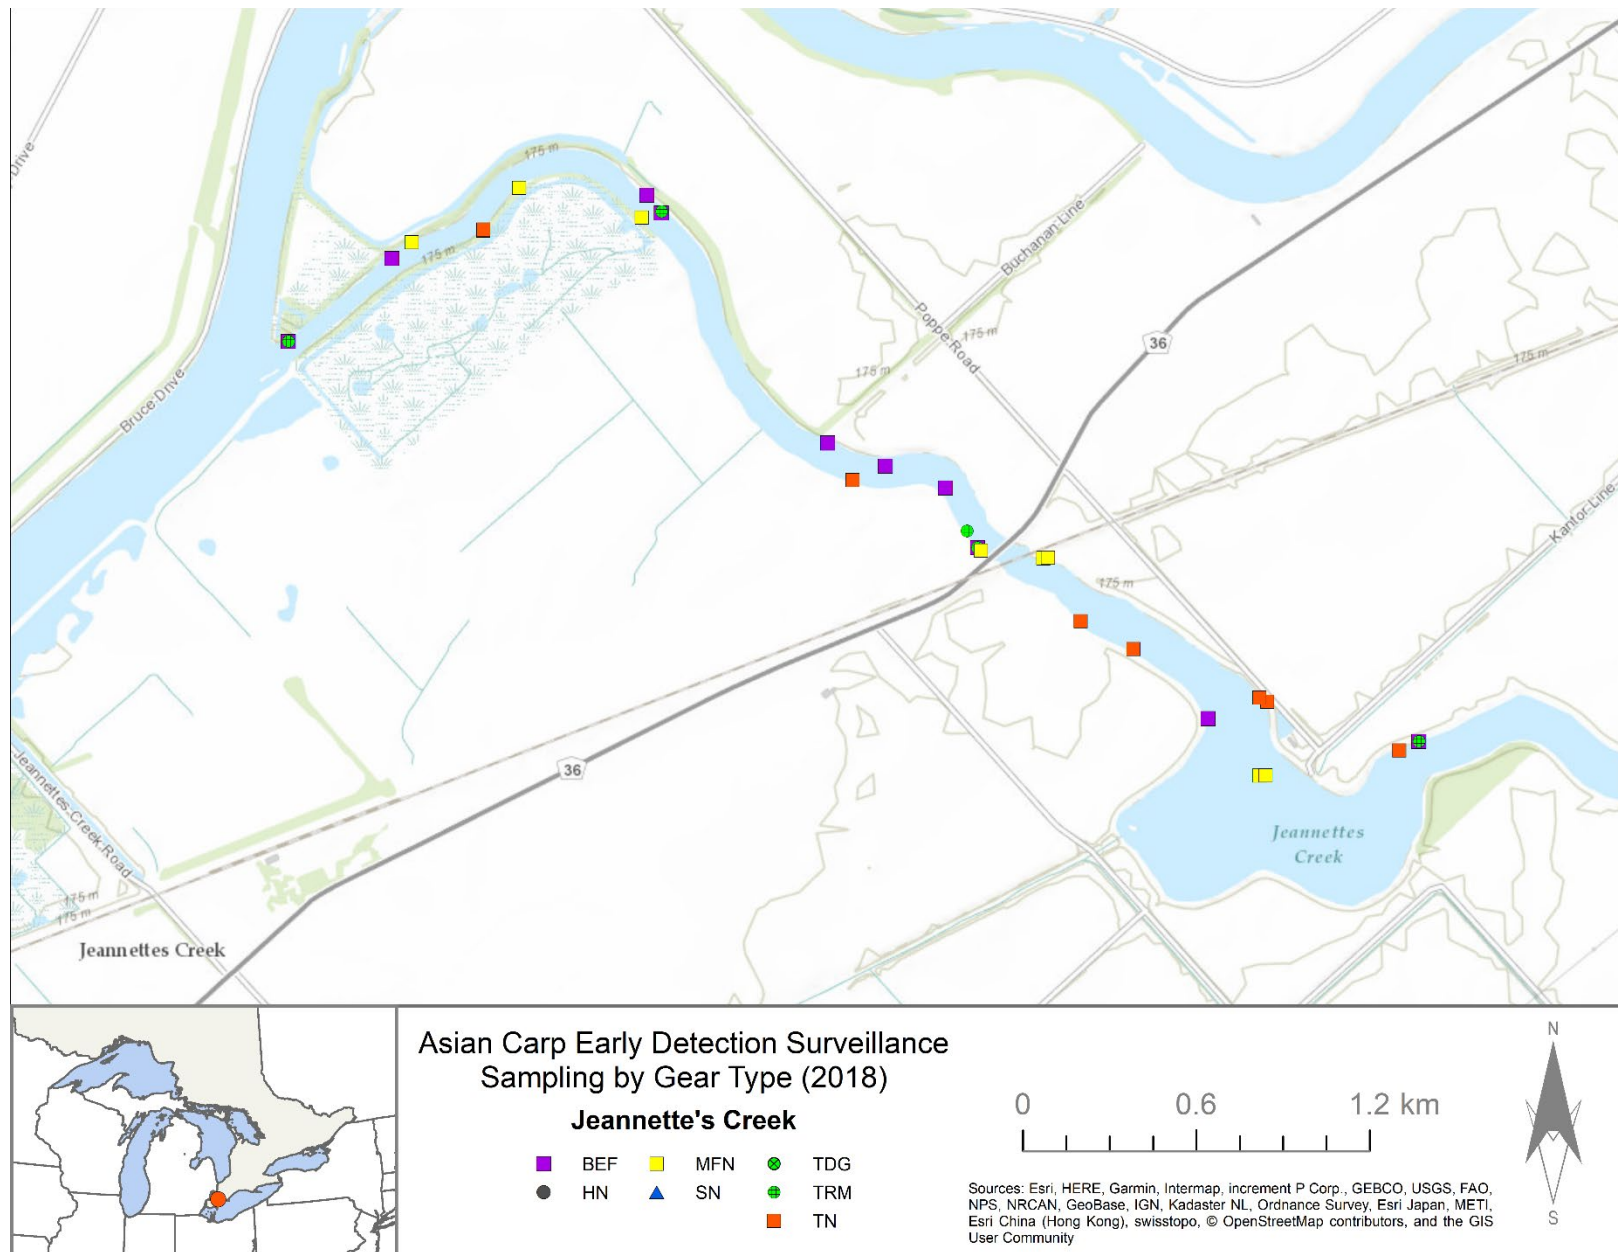 Drive
175 m
Buchanan Line
Poppe Road
175 m
36
175 m
175 m
175 m
Bruce Drive
Kantor Line
175 m
36
Jeannettes Creek Road
Jeannettes
Creek
175 m
175 m
Jeannettes Creek
Asian Carp Early Detection Surveillance
Sampling by Gear Type (2018)
Jeannette's Creek
BEF MFN TDG
HN SN TRM
TN
0 0.6 1.2 km
Sources: Esri, HERE, Garmin, Intermap, increment P Corp., GEBCO, USGS, FAO,
NPS, NRCAN, GeoBase, IGN, Kadaster NL, Ordnance Survey, Esri Japan, METI,
Esri China (Hong Kong), swisstopo, © OpenStreetMap contributors, and the GIS
User Community
N
S